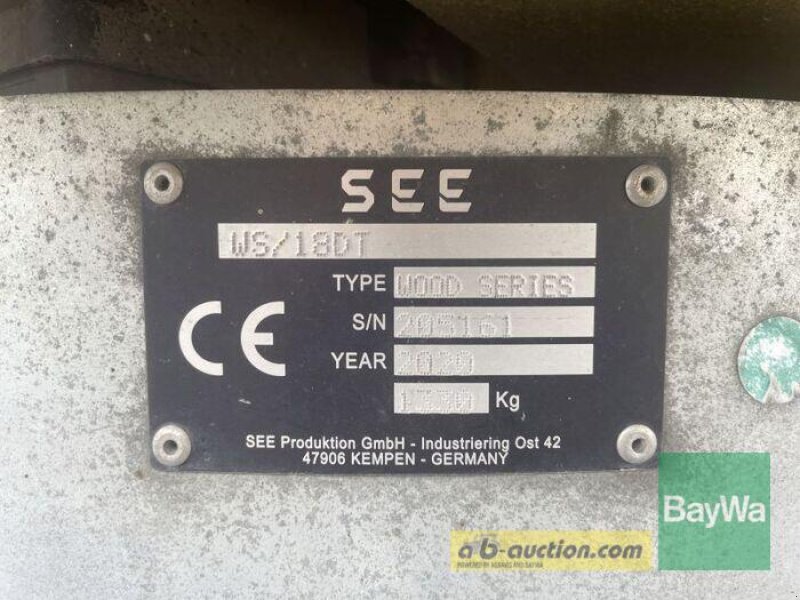 SEE
WS/18DT
TYPE WOOD SERIES
S/N 205161
YEAR 2020
Kg
CE
SEE Produktion GmbH - Industriering Ost 42
47906 KEMPEN - GERMANY
BayWa
ab-auction.com